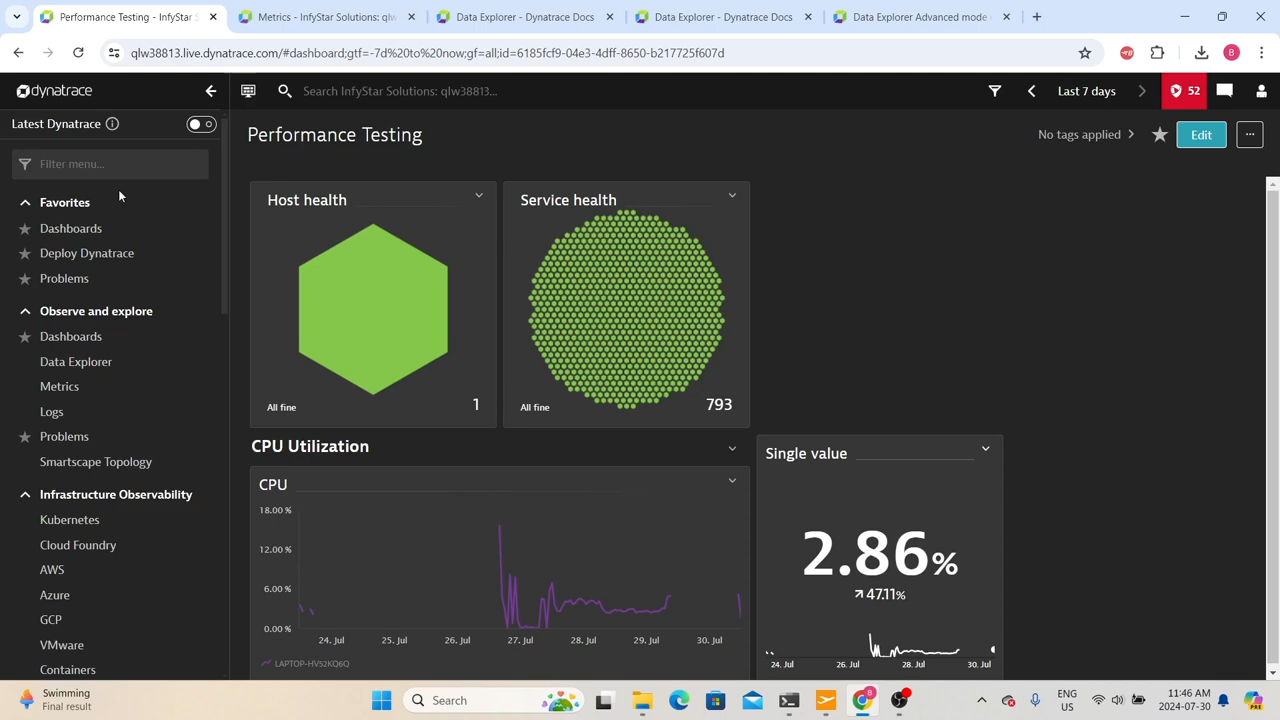 Performance Testing - InfyStar S
Metrics - InfyStar Solutions: qlw
Data Explorer - Dynatrace Docs
Data Explorer - Dynatrace Docs
Data Explorer Advanced mode
qlw38813.live.dynatrace.com/#dashboard;gtf=-7d%20to%20now;gf=all;id=6185fcf9-04e3-4dff-8650-b217725f607d
dynatrace
Search InfyStar Solutions: qlw38813...
Last 7 days
52
Latest Dynatrace
Performance Testing
No tags applied
Edit
Filter menu...
Favorites
Dashboards
Deploy Dynatrace
Problems
Observe and explore
Dashboards
Data Explorer
Metrics
Logs
Problems
Smartscape Topology
Infrastructure Observability
Kubernetes
Cloud Foundry
AWS
Azure
GCP
VMware
Containers
Host health
All fine
1
Service health
All fine
793
CPU Utilization
CPU
18.00 %
12.00 %
6.00 %
0.00 %
24. Jul 25. Jul 26. Jul 27. Jul 28. Jul 29. Jul 30. Jul
LAPTOP-HV52KQ6Q
Single value
2.86%
47.11%
24. Jul 26. Jul 28. Jul 30. Jul
Swimming
Final result
Search
ENG
US
11:46 AM
2024-07-30